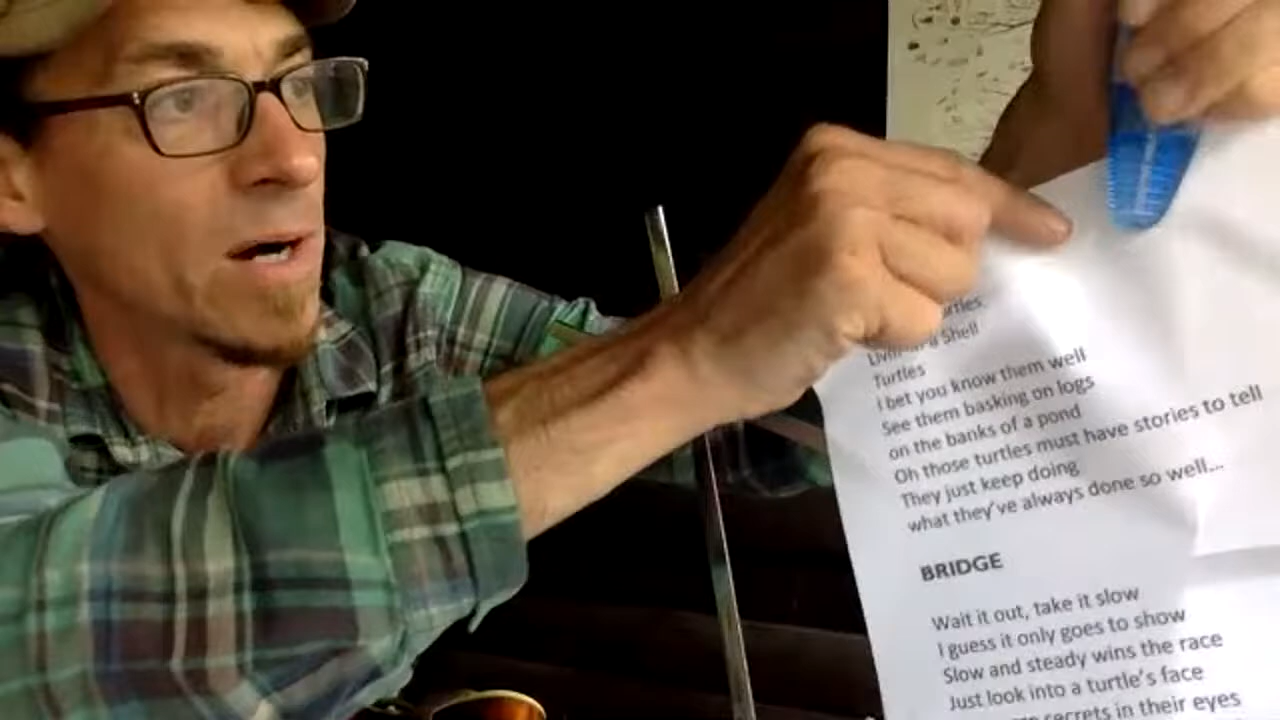 Shell
Turtles
I bet you know them well
See them basking on logs
on the banks of a pond
Oh those turtles must have stories to tell
They just keep doing
what they've always done so well...
BRIDGE
Wait it out, take it slow
I guess it only goes to show
Slow and steady wins the race
Just look into a turtle's face
secrets in their eyes